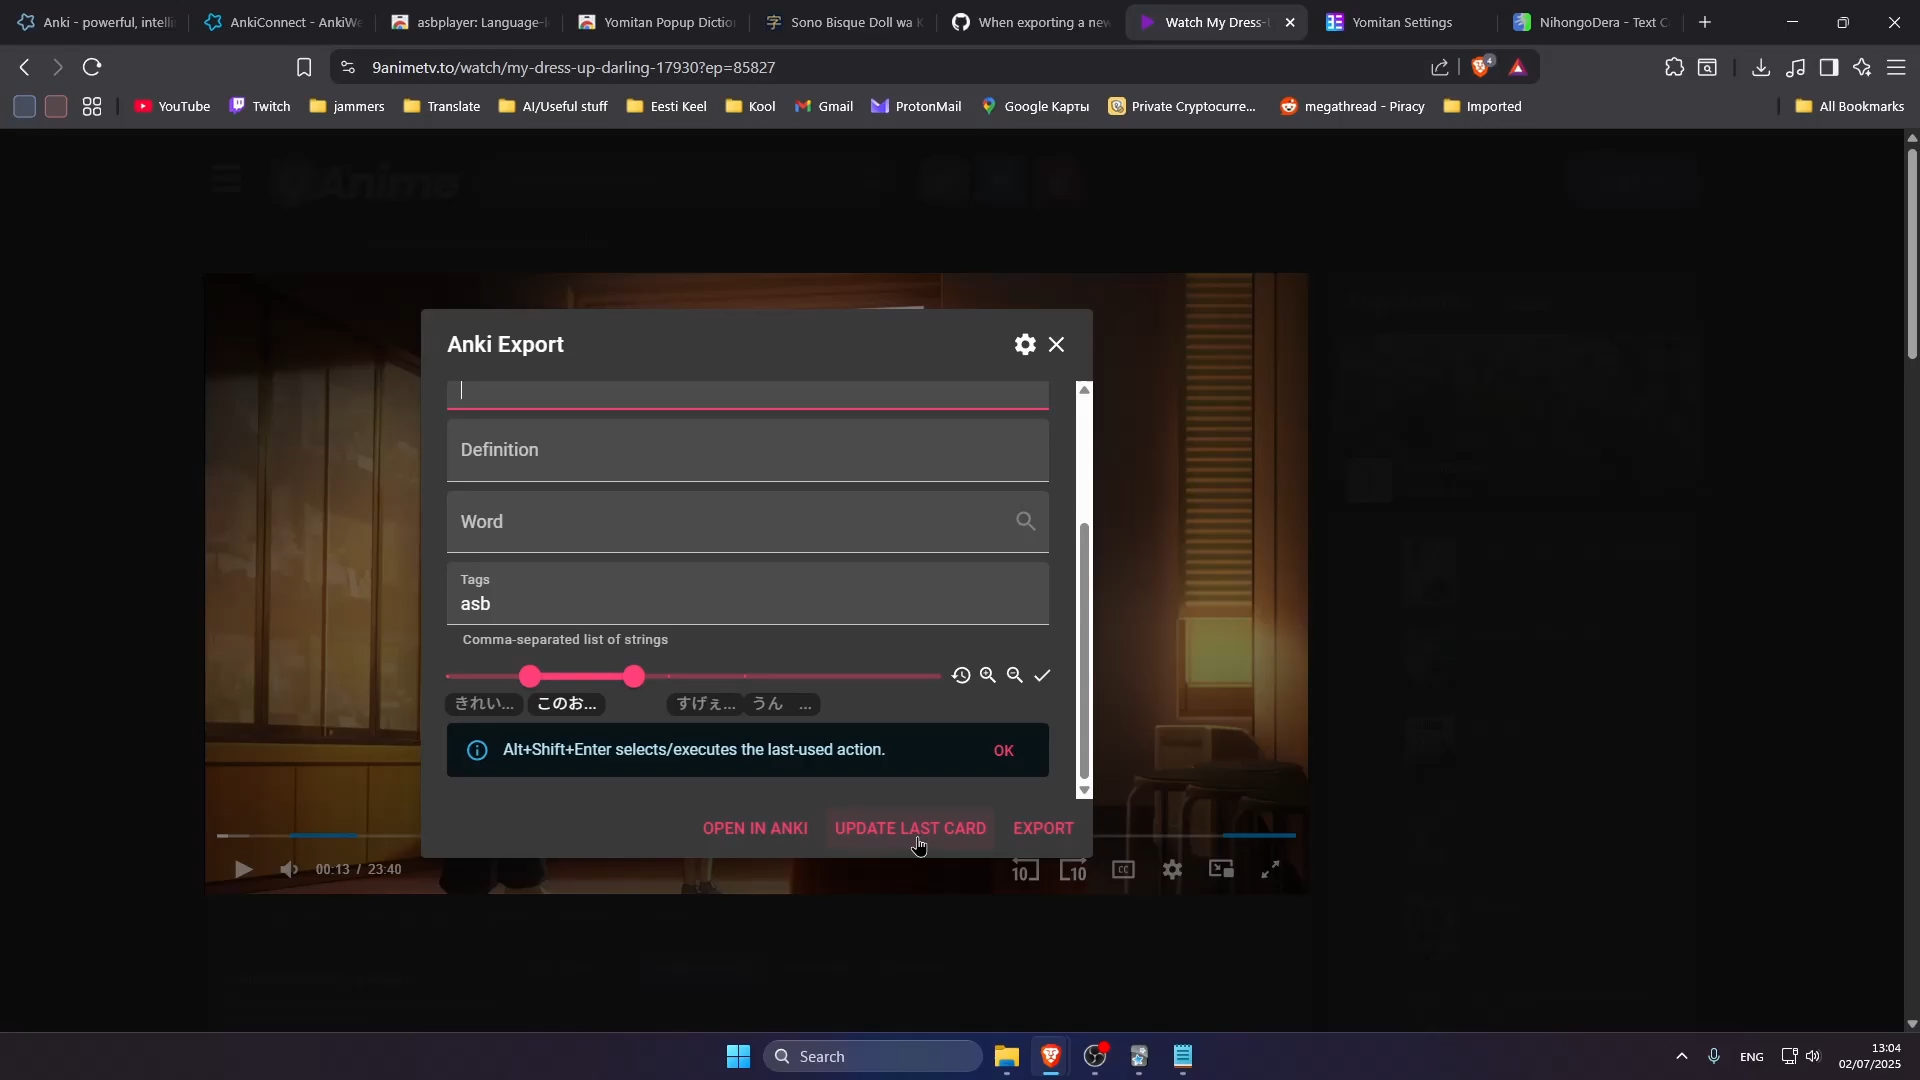 Anki - powerful, intelli
AnkiConnect - AnkiWe
asbplayer: Language-l
Yomitan Popup Dictio
Sono Bisque Doll wa K
When exporting a new
Watch My Dress-U
Yomitan Settings
NihongoDera - Text C
9animetv.to/watch/my-dress-up-darling-17930?ep=85827
4
YouTube
Twitch
jammers
Translate
AI/Useful stuff
Eesti Keel
Kool
Gmail
ProtonMail
Google Карты
Private Cryptocurre...
megathread - Piracy
Imported
All Bookmarks
9Anime
Anki Export
Definition
Word
Tags
asb
Comma-separated list of strings
きれい...
このお...
すげぇ...
うん ...
Alt+Shift+Enter selects/executes the last-used action.
OK
OPEN IN ANKI
UPDATE LAST CARD
EXPORT
00:13 / 23:40
10
10
CC
Search
ENG
13:04
02/07/2025